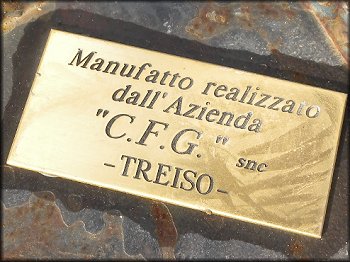 Manufatto realizzato
dall'Azienda
"C.F.G." snc
-TREISO-